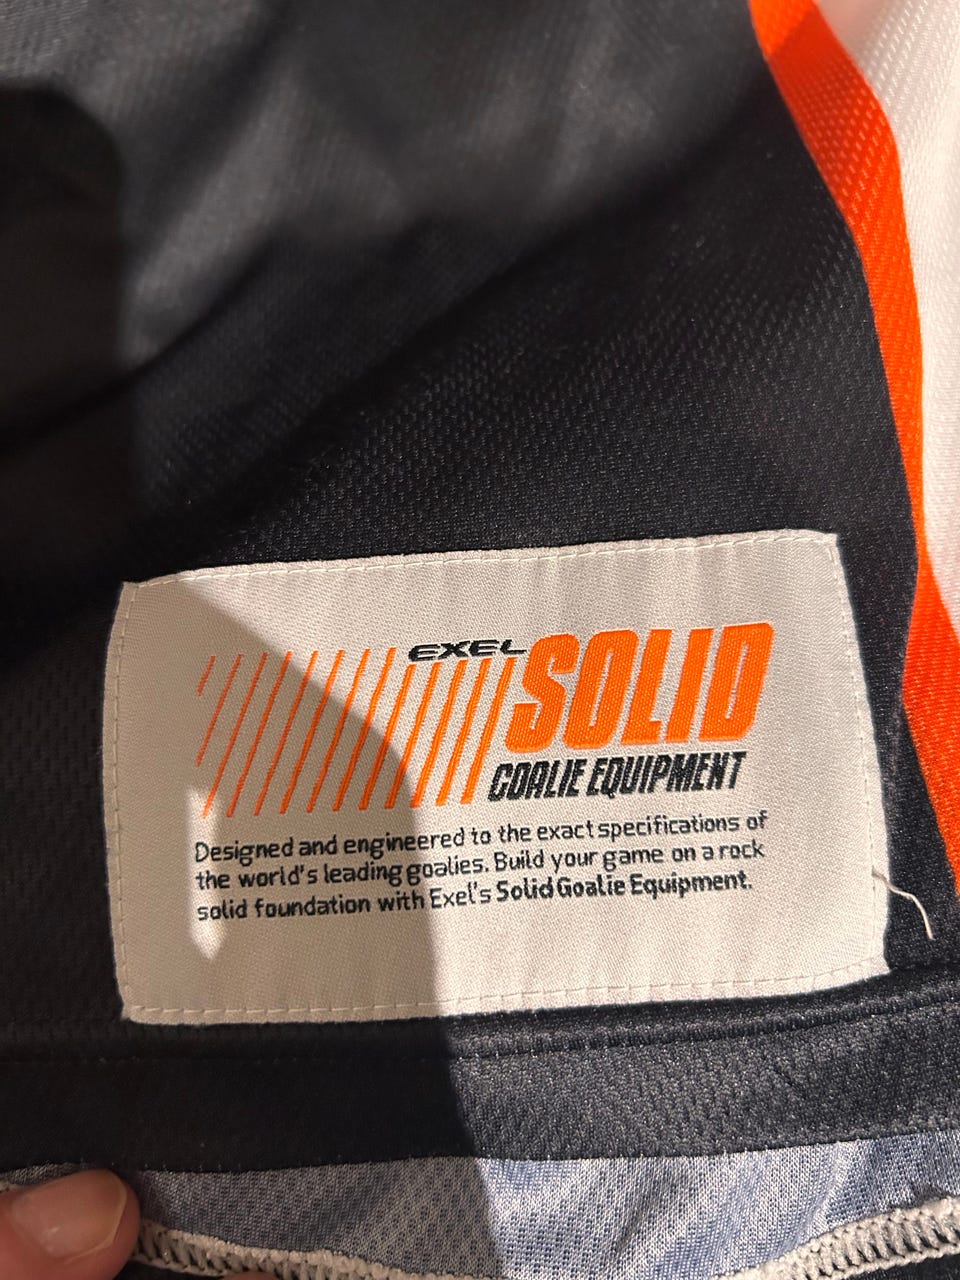 EXEL
SOLID
GOALIE EQUIPMENT
Designed and engineered to the exact specifications of
the world's leading goalies. Build your game on a rock
solid foundation with Exel's Solid Goalie Equipment.